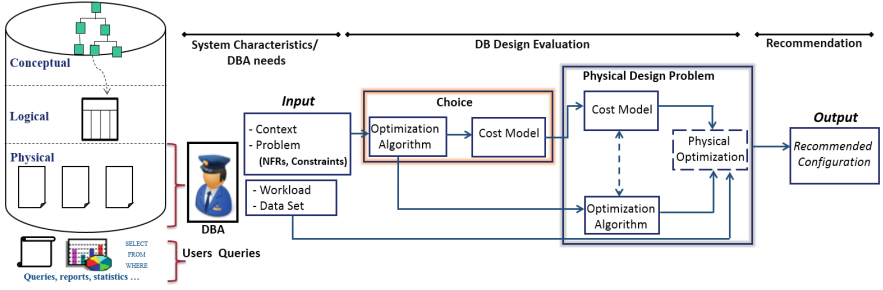 System Characteristics/
DBA needs
DB Design Evaluation
Recommendation
Conceptual
Logical
Physical
Queries, reports, statistics ...
SELECT
FROM
WHERE
DBA
Users Queries
Input
- Context
- Problem
(NFRs, Constraints)
- Workload
- Data Set
Choice
Optimization
Algorithm
Cost Model
Physical Design Problem
Cost Model
Physical
Optimization
Optimization
Algorithm
Output
Recommended
Configuration